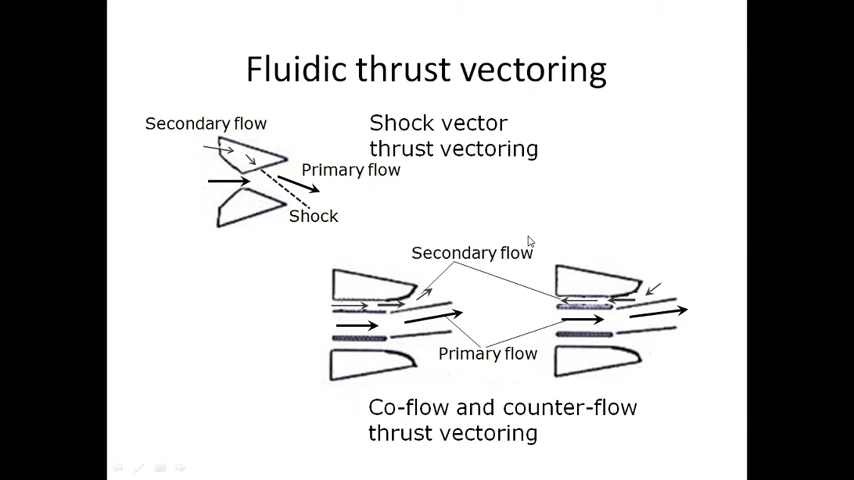 Fluidic thrust vectoring
Secondary flow
Shock vector
thrust vectoring
Primary flow
Shock
Secondary flow
Primary flow
Co-flow and counter-flow
thrust vectoring